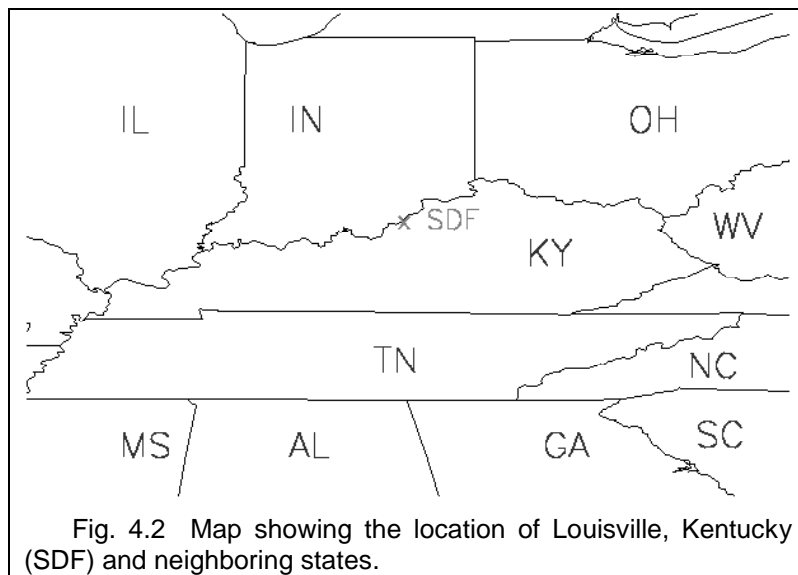 IL IN OH
SDF WV
KY
TN NC
MS AL GA SC
Fig. 4.2 Map showing the location of Louisville, Kentucky
(SDF) and neighboring states.